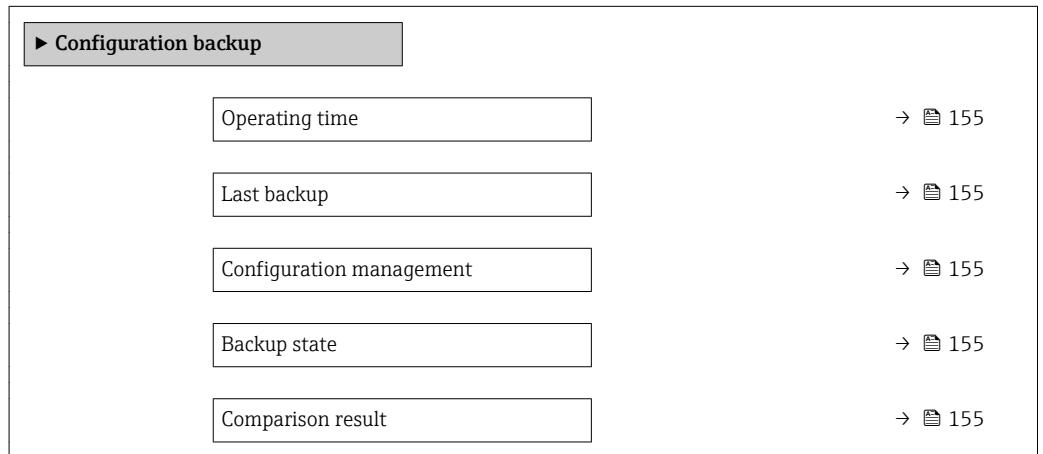 ▶ Configuration backup
Operating time → 155
Last backup → 155
Configuration management → 155
Backup state → 155
Comparison result → 155